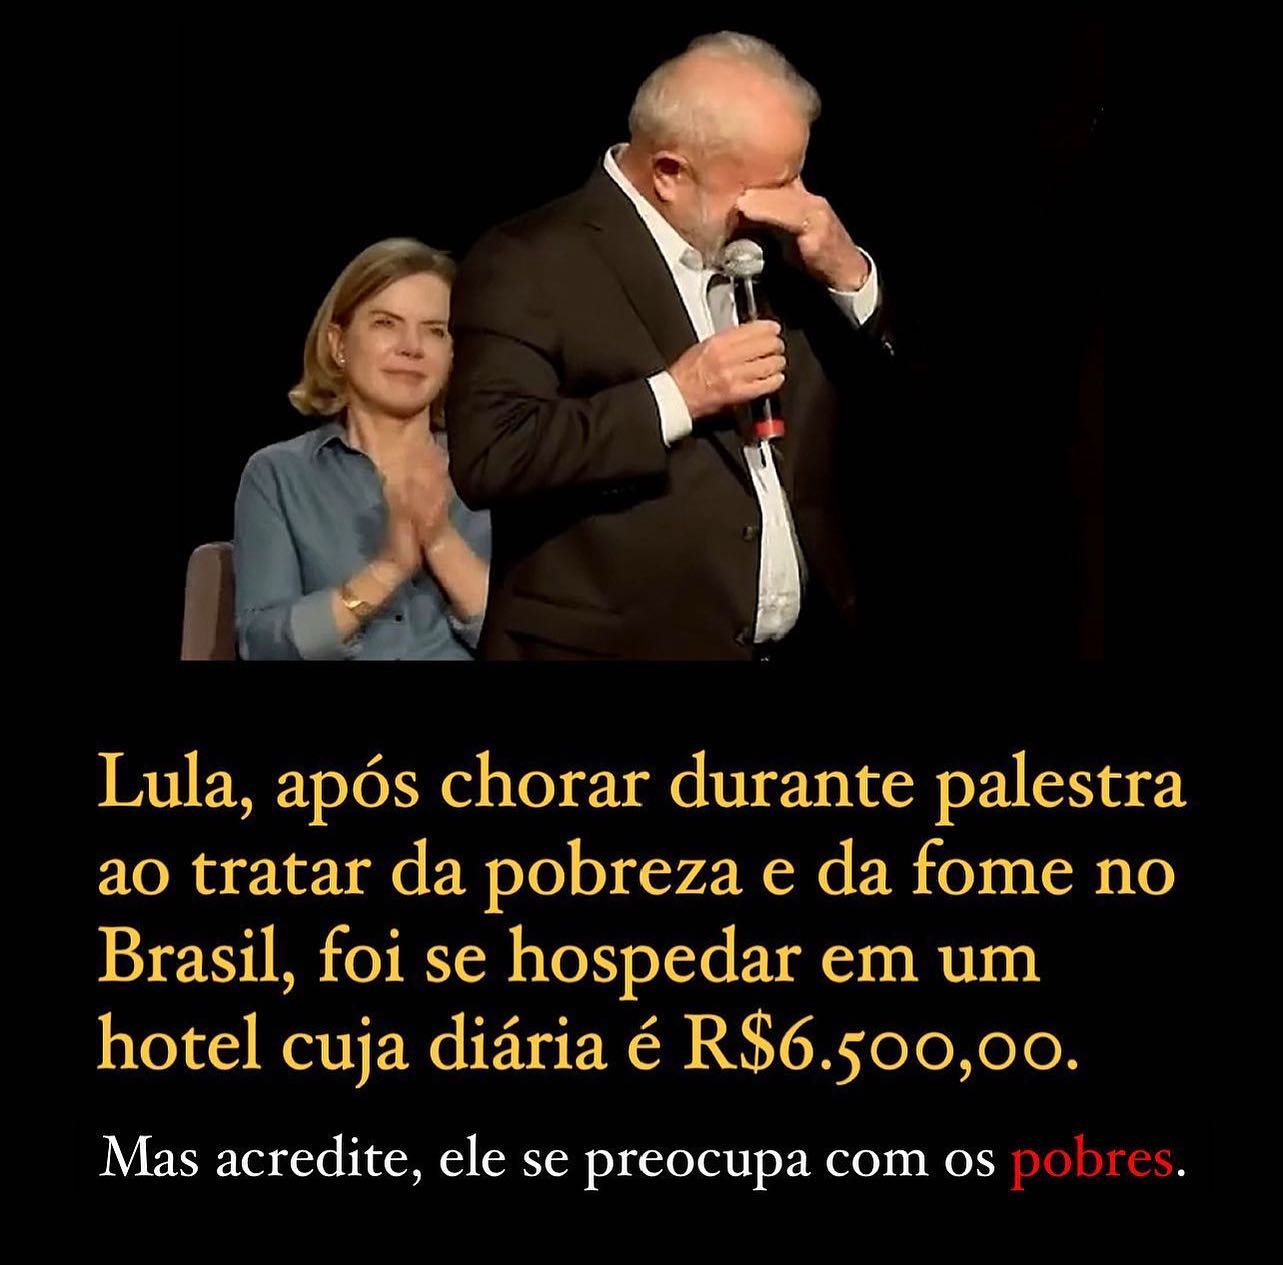 Lula, após chorar durante palestra
ao tratar da pobreza e da fome no
Brasil, foi se hospedar em um
hotel cuja diária é R$6.500,00.
Mas acredite, ele se preocupa com os pobres.